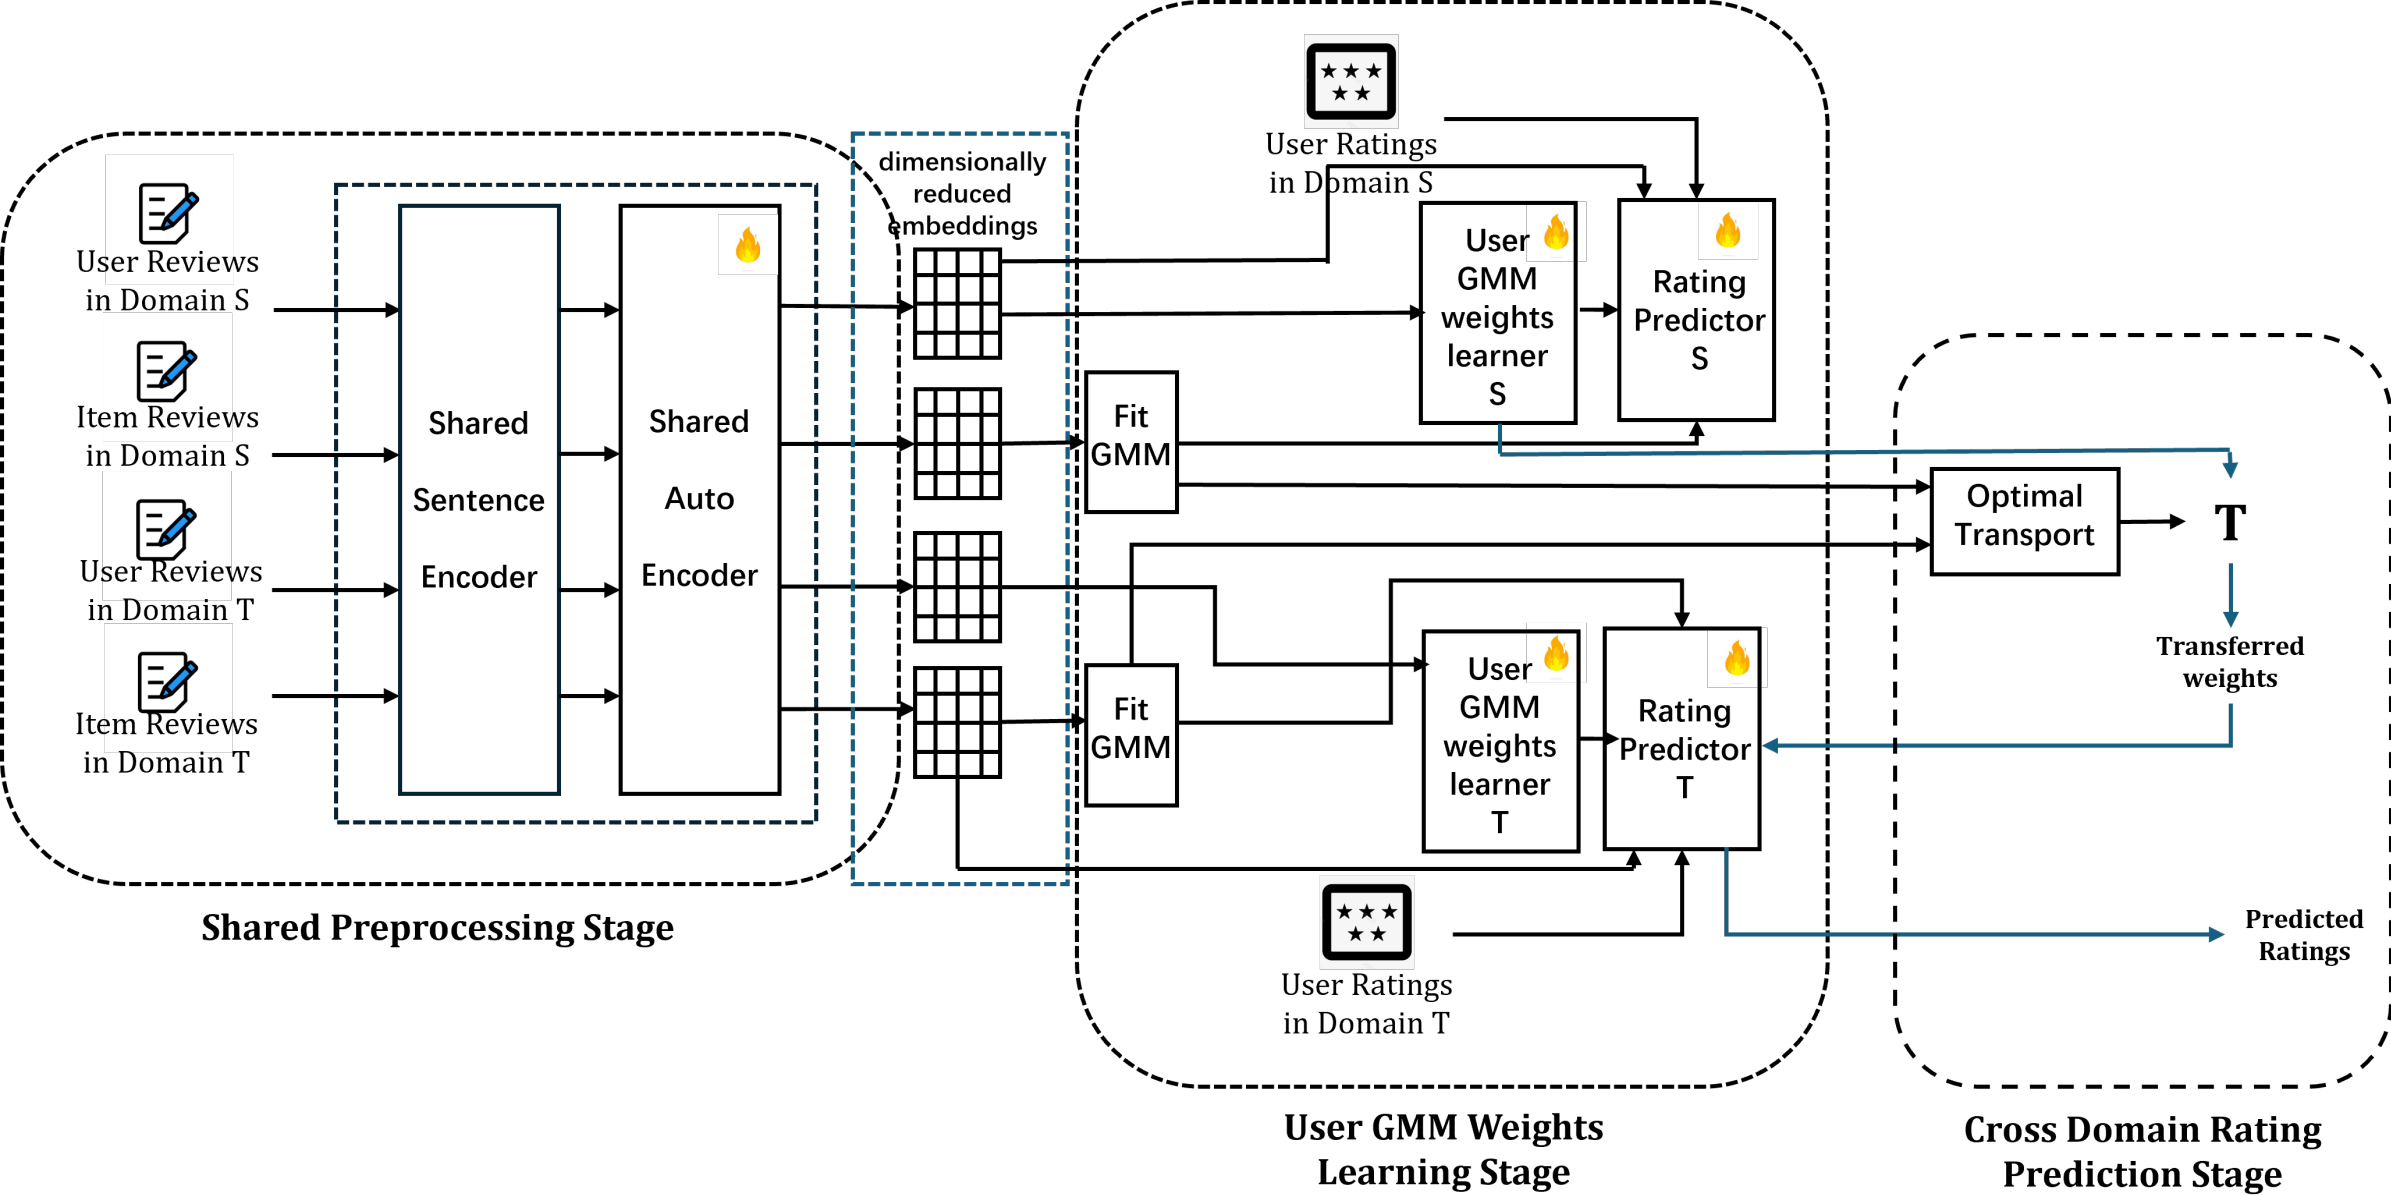 User Reviews
in Domain S
Item Reviews
in Domain S
User Reviews
in Domain T
Item Reviews
in Domain T
Shared
Sentence
Encoder
Shared
Auto
Encoder
Shared Preprocessing Stage
dimensionally
reduced
embeddings
User Ratings
in Domain S
User
GMM
weights
learner
S
Rating
Predictor
S
Fit
GMM
Fit
GMM
User
GMM
weights
learner
T
Rating
Predictor
T
User Ratings
in Domain T
User GMM Weights
Learning Stage
Optimal
Transport
T
Transferred
weights
Predicted
Ratings
Cross Domain Rating
Prediction Stage